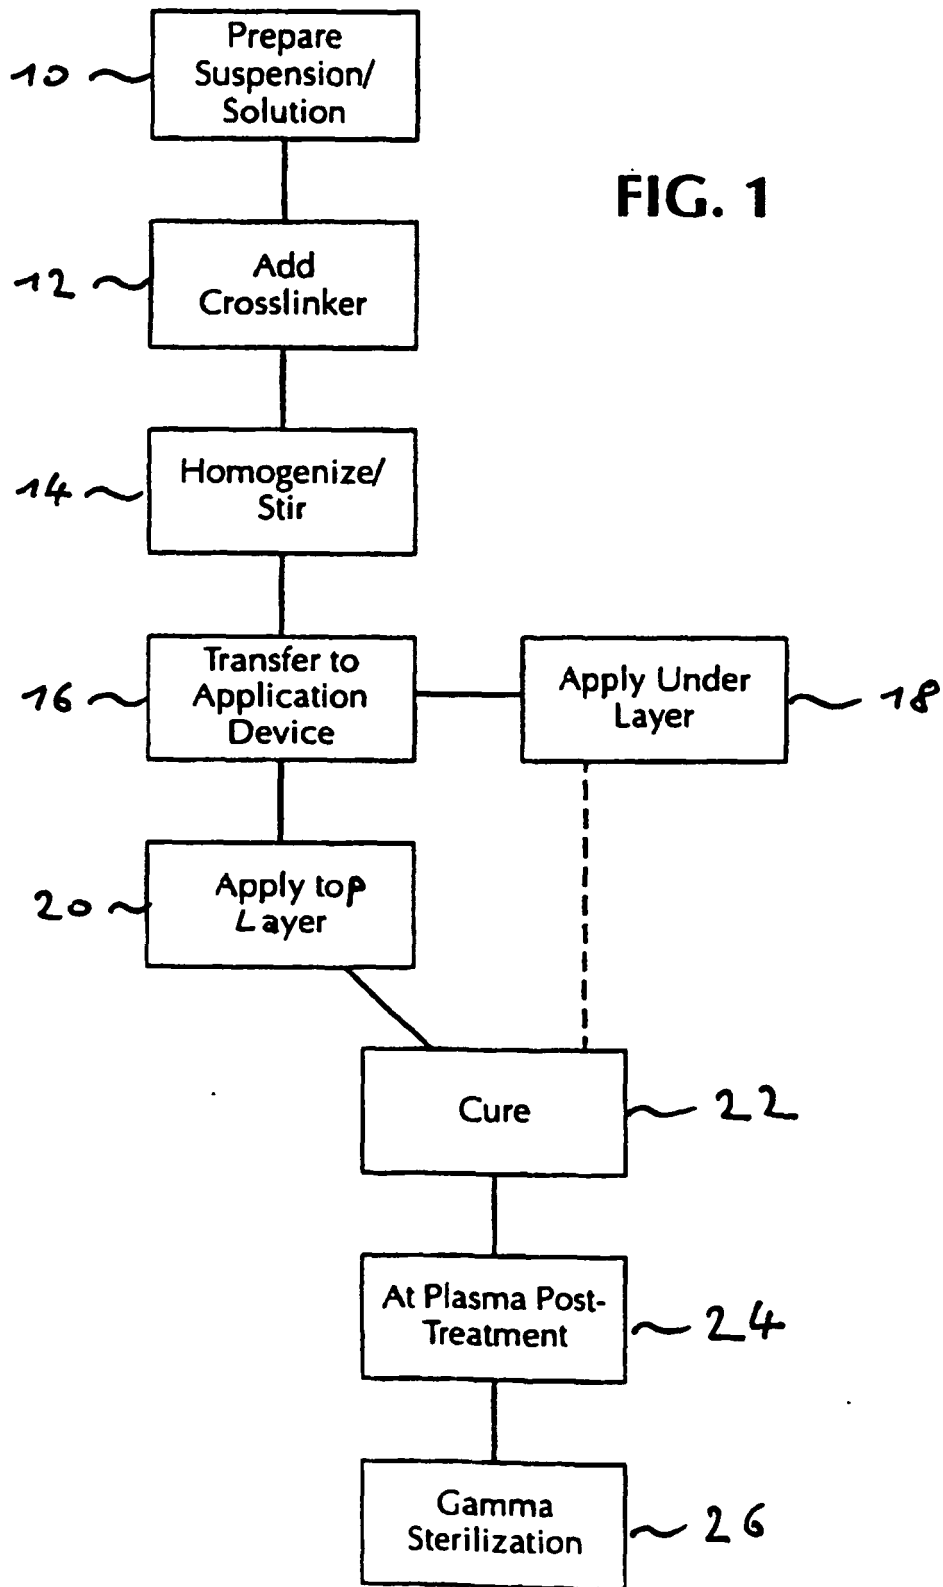 Prepare
Suspension/
Solution
10
FIG. 1
Add
Crosslinker
12
Homogenize/
Stir
14
Transfer to
Application
Device
16
Apply Under
Layer
18
Apply top
Layer
20
Cure
22
At Plasma Post-
Treatment
24
Gamma
Sterilization
26